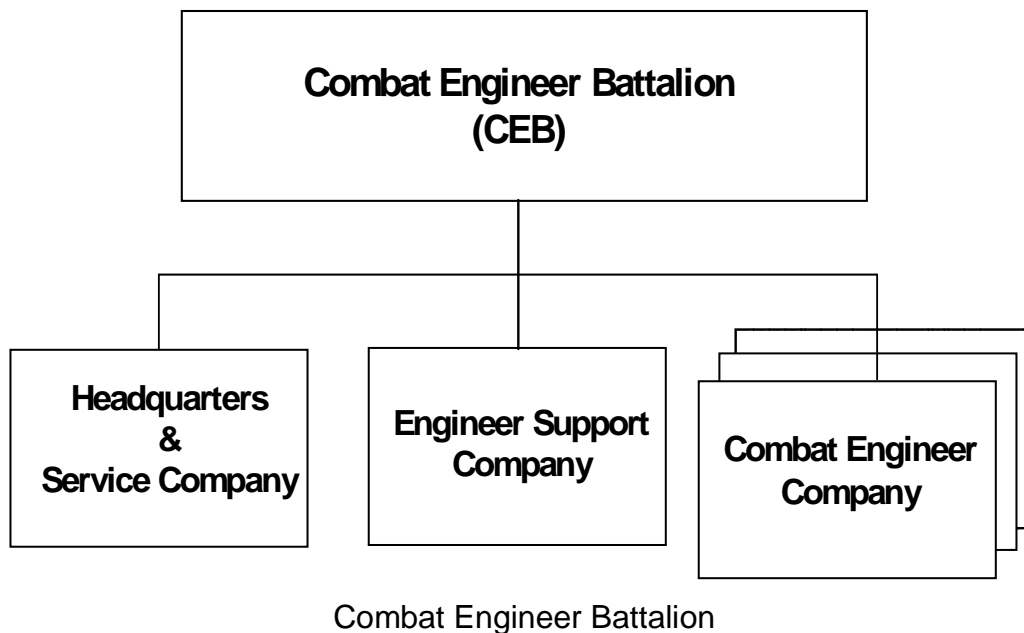 Combat Engineer Battalion
(CEB)
Headquarters
&
Service Company
Engineer Support
Company
Combat Engineer
Company
Combat Engineer Battalion